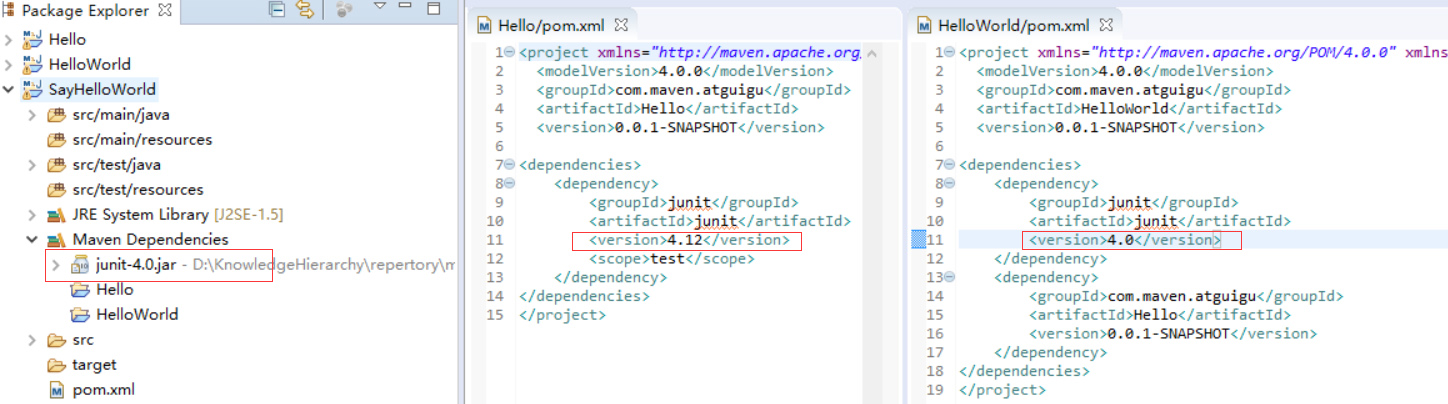 Package Explorer
Hello
HelloWorld
SayHelloWorld
src/main/java
src/main/resources
src/test/java
src/test/resources
JRE System Library [J2SE-1.5]
Maven Dependencies
junit-4.0.jar - D:\KnowledgeHierarchy\repertory\m
Hello
HelloWorld
src
target
pom.xml
Hello/pom.xml
1 <project xmlns="http://maven.apache.org/
2 <modelVersion>4.0.0</modelVersion>
3 <groupId>com.maven.atguigu</groupId>
4 <artifactId>Hello</artifactId>
5 <version>0.0.1-SNAPSHOT</version>
6
7 <dependencies>
8 <dependency>
9 <groupId>junit</groupId>
10 <artifactId>junit</artifactId>
11 <version>4.12</version>
12 <scope>test</scope>
13 </dependency>
14 </dependencies>
15 </project>
HelloWorld/pom.xml
1 <project xmlns="http://maven.apache.org/POM/4.0.0" xmlns
2 <modelVersion>4.0.0</modelVersion>
3 <groupId>com.maven.atguigu</groupId>
4 <artifactId>HelloWorld</artifactId>
5 <version>0.0.1-SNAPSHOT</version>
6
7 <dependencies>
8 <dependency>
9 <groupId>junit</groupId>
10 <artifactId>junit</artifactId>
11 <version>4.0</version>
12 </dependency>
13 <dependency>
14 <groupId>com.maven.atguigu</groupId>
15 <artifactId>Hello</artifactId>
16 <version>0.0.1-SNAPSHOT</version>
17 </dependency>
18 </dependencies>
19 </project>